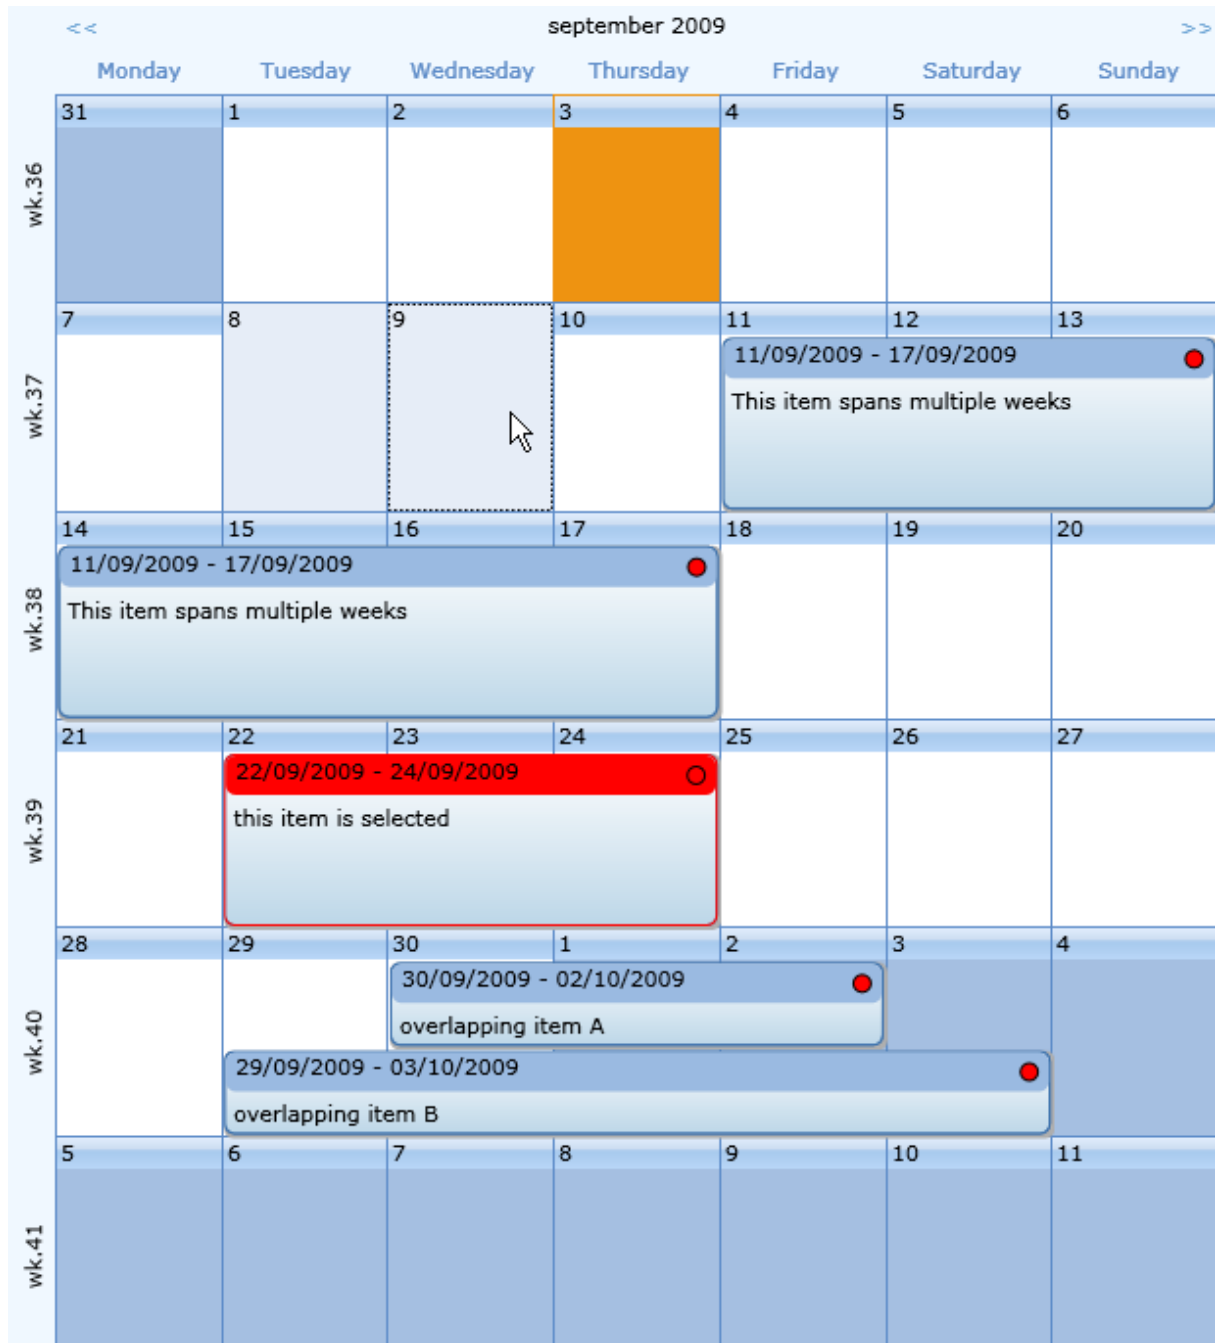 << september 2009 >>
Monday Tuesday Wednesday Thursday Friday Saturday Sunday
wk.36
31 1 2 3 4 5 6
wk.37
7 8 9 10 11 12 13
11/09/2009 - 17/09/2009
This item spans multiple weeks
wk.38
14 15 16 17 18 19 20
11/09/2009 - 17/09/2009
This item spans multiple weeks
wk.39
21 22 23 24 25 26 27
22/09/2009 - 24/09/2009
this item is selected
wk.40
28 29 30 1 2 3 4
30/09/2009 - 02/10/2009
overlapping item A
29/09/2009 - 03/10/2009
overlapping item B
wk.41
5 6 7 8 9 10 11